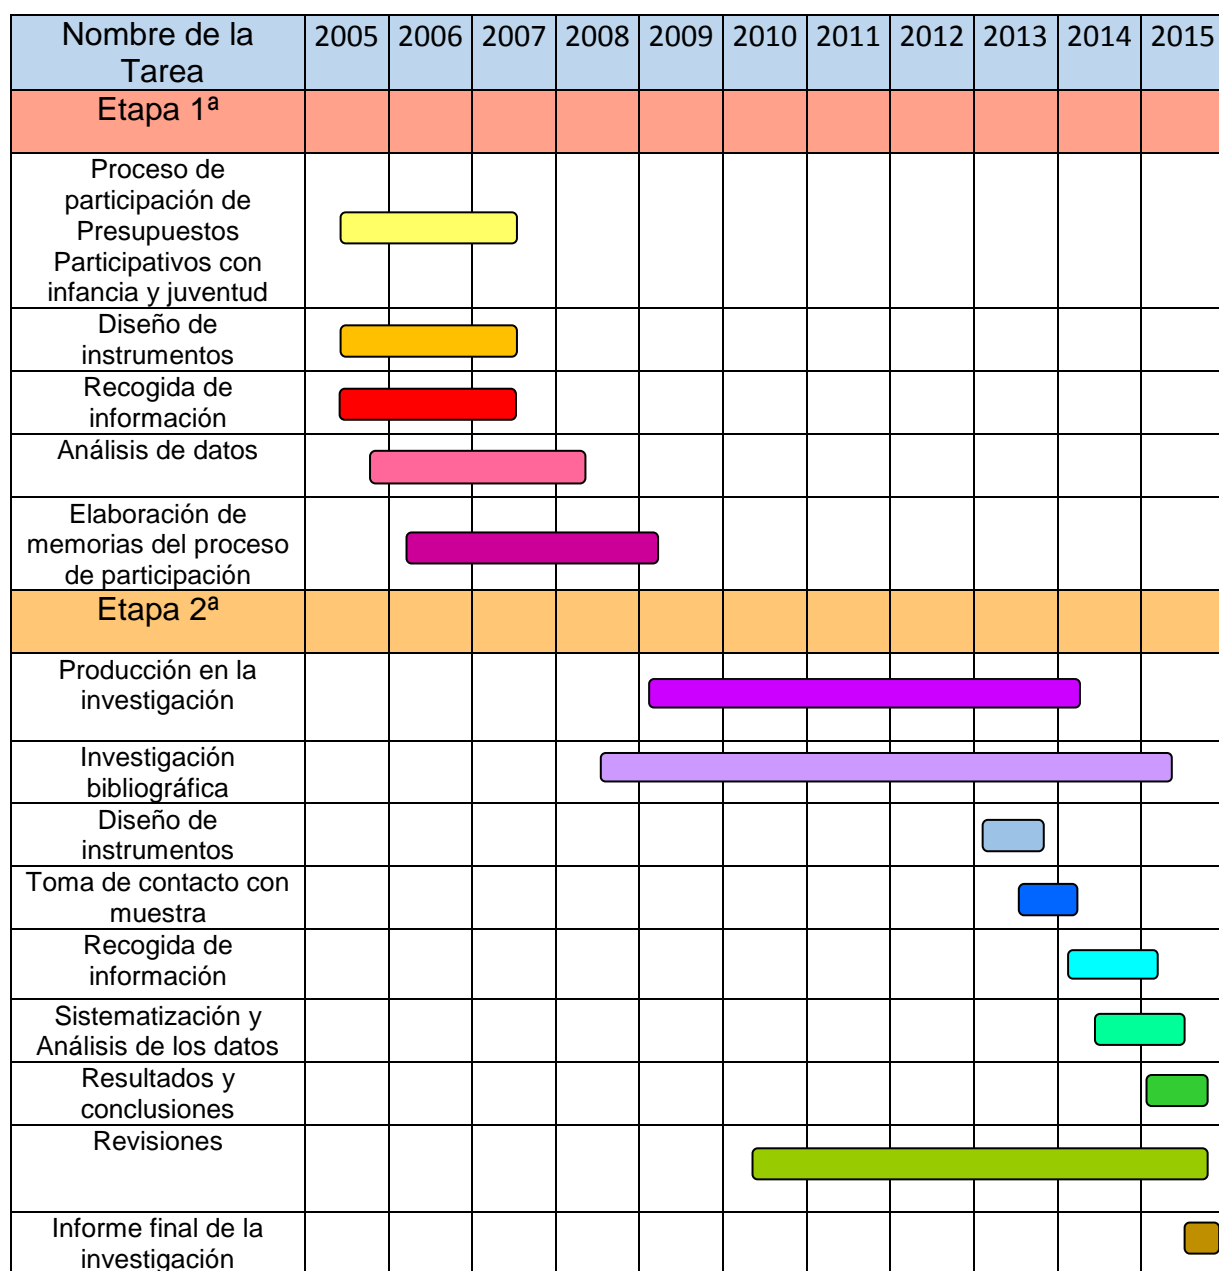 Nombre de la 2005 2006 2007 2008 2009 2010 2011 2012 2013 2014 2015
Tarea
Etapa 1ª
Proceso de
participación de
Presupuestos
Participativos con
infancia y juventud
Diseño de
instrumentos
Recogida de
información
Análisis de datos
Elaboración de
memorias del proceso
de participación
Etapa 2ª
Producción en la
investigación
Investigación
bibliográfica
Diseño de
instrumentos
Toma de contacto con
muestra
Recogida de
información
Sistematización y
Análisis de los datos
Resultados y
conclusiones
Revisiones
Informe final de la
investigación